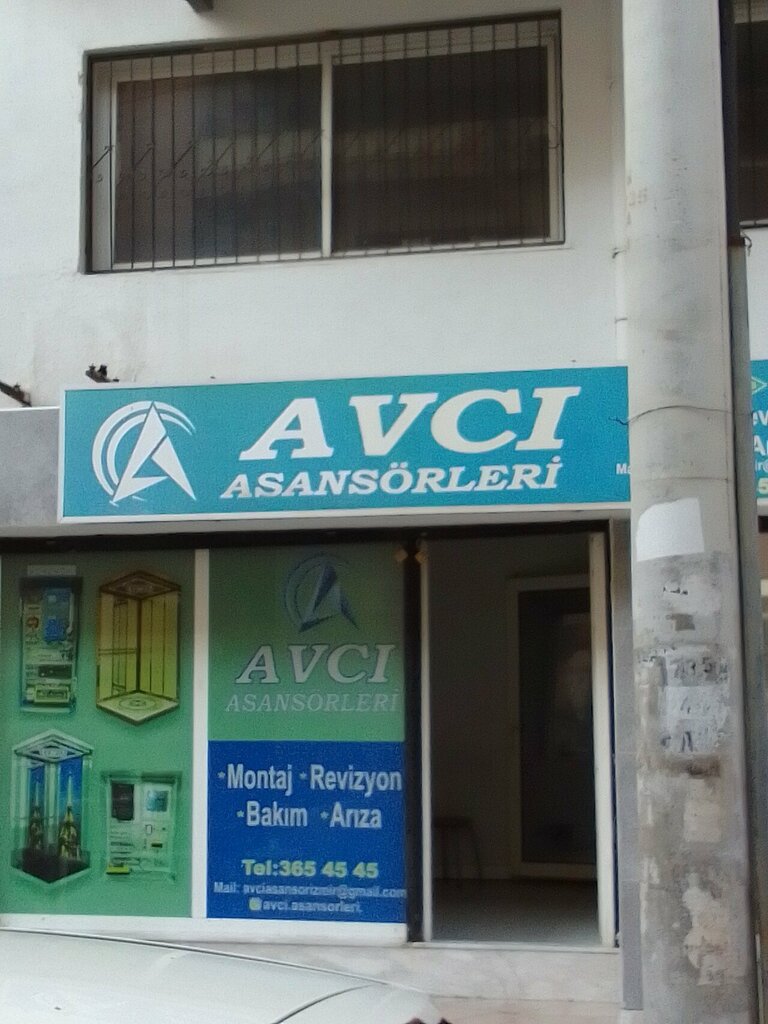 AVCI
ASANSÖRLERİ
AVCI
ASANSÖRLERİ
*Montaj *Revizyon
*Bakım *Arıza
Tel:365 45 45
Mail: avciasansorizmir@gmail.com
avci.asansorleri